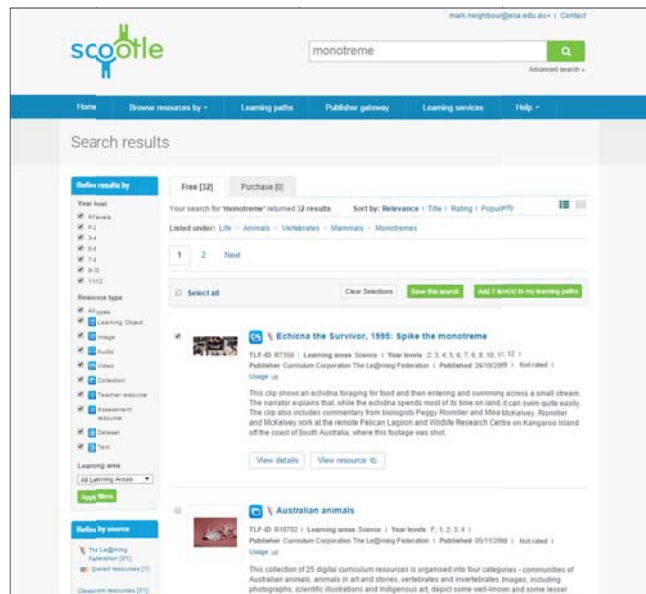 mark.neighbour@esa.edu.au | Contact
scootle
monotreme
Advanced search »
Home
Browse resources by
Learning paths
Publisher gateway
Learning services
Help
Search results
Refine results by
Year level
All levels
F-2
3-4
5-6
7-8
9-10
11-12
Resource type
All types
Learning Object
Image
Audio
Video
Collection
Teacher resource
Assessment
resource
Dataset
Text
Learning area
All Learning Areas
Apply filters
Refine by source
The Le@rning
Federation [31]
Shared resources [1]
Classroom resources [31],
Free [32]
Purchase [0]
Your search for 'monotreme' returned 32 results
Sort by: Relevance | Title | Rating | Popularity
Listed under: Life - Animals - Vertebrates - Mammals - Monotremes
1 2 Next
Select all
Clear Selections
Save this search
Add 7 item(s) to my learning paths
Echidna the Survivor, 1995: Spike the monotreme
TLF-ID R7356 | Learning areas Science | Year levels 2; 3; 4; 5; 6; 7; 8; 9; 10; 11; 12 |
Publisher Curriculum Corporation The Le@rning Federation | Published | Not rated |
Usage
This clip shows an echidna foraging for food and then entering and swimming across a small stream.
The narrator explains that, while the echidna spends most of its time on land, it can swim quite easily.
The clip also includes commentary from biologists Peggy Rismiller and Mike McKelvey. Rismiller
and McKelvey work at the remote Pelican Lagoon and Wildlife Research Centre on Kangaroo Island
off the coast of South Australia, where this footage was shot.
View details
View resource
Australian animals
TLF-ID R10702 | Learning areas Science | Year levels F; 1; 2; 3; 4 |
Publisher Curriculum Corporation The Le@rning Federation | Published | Not rated |
Usage
This collection of 25 digital curriculum resources is organised into four categories - communities of
Australian animals, animals in art and stories, vertebrates and invertebrates. Images, including
photographs, scientific illustrations and Indigenous art, depict some well-known and some lesser